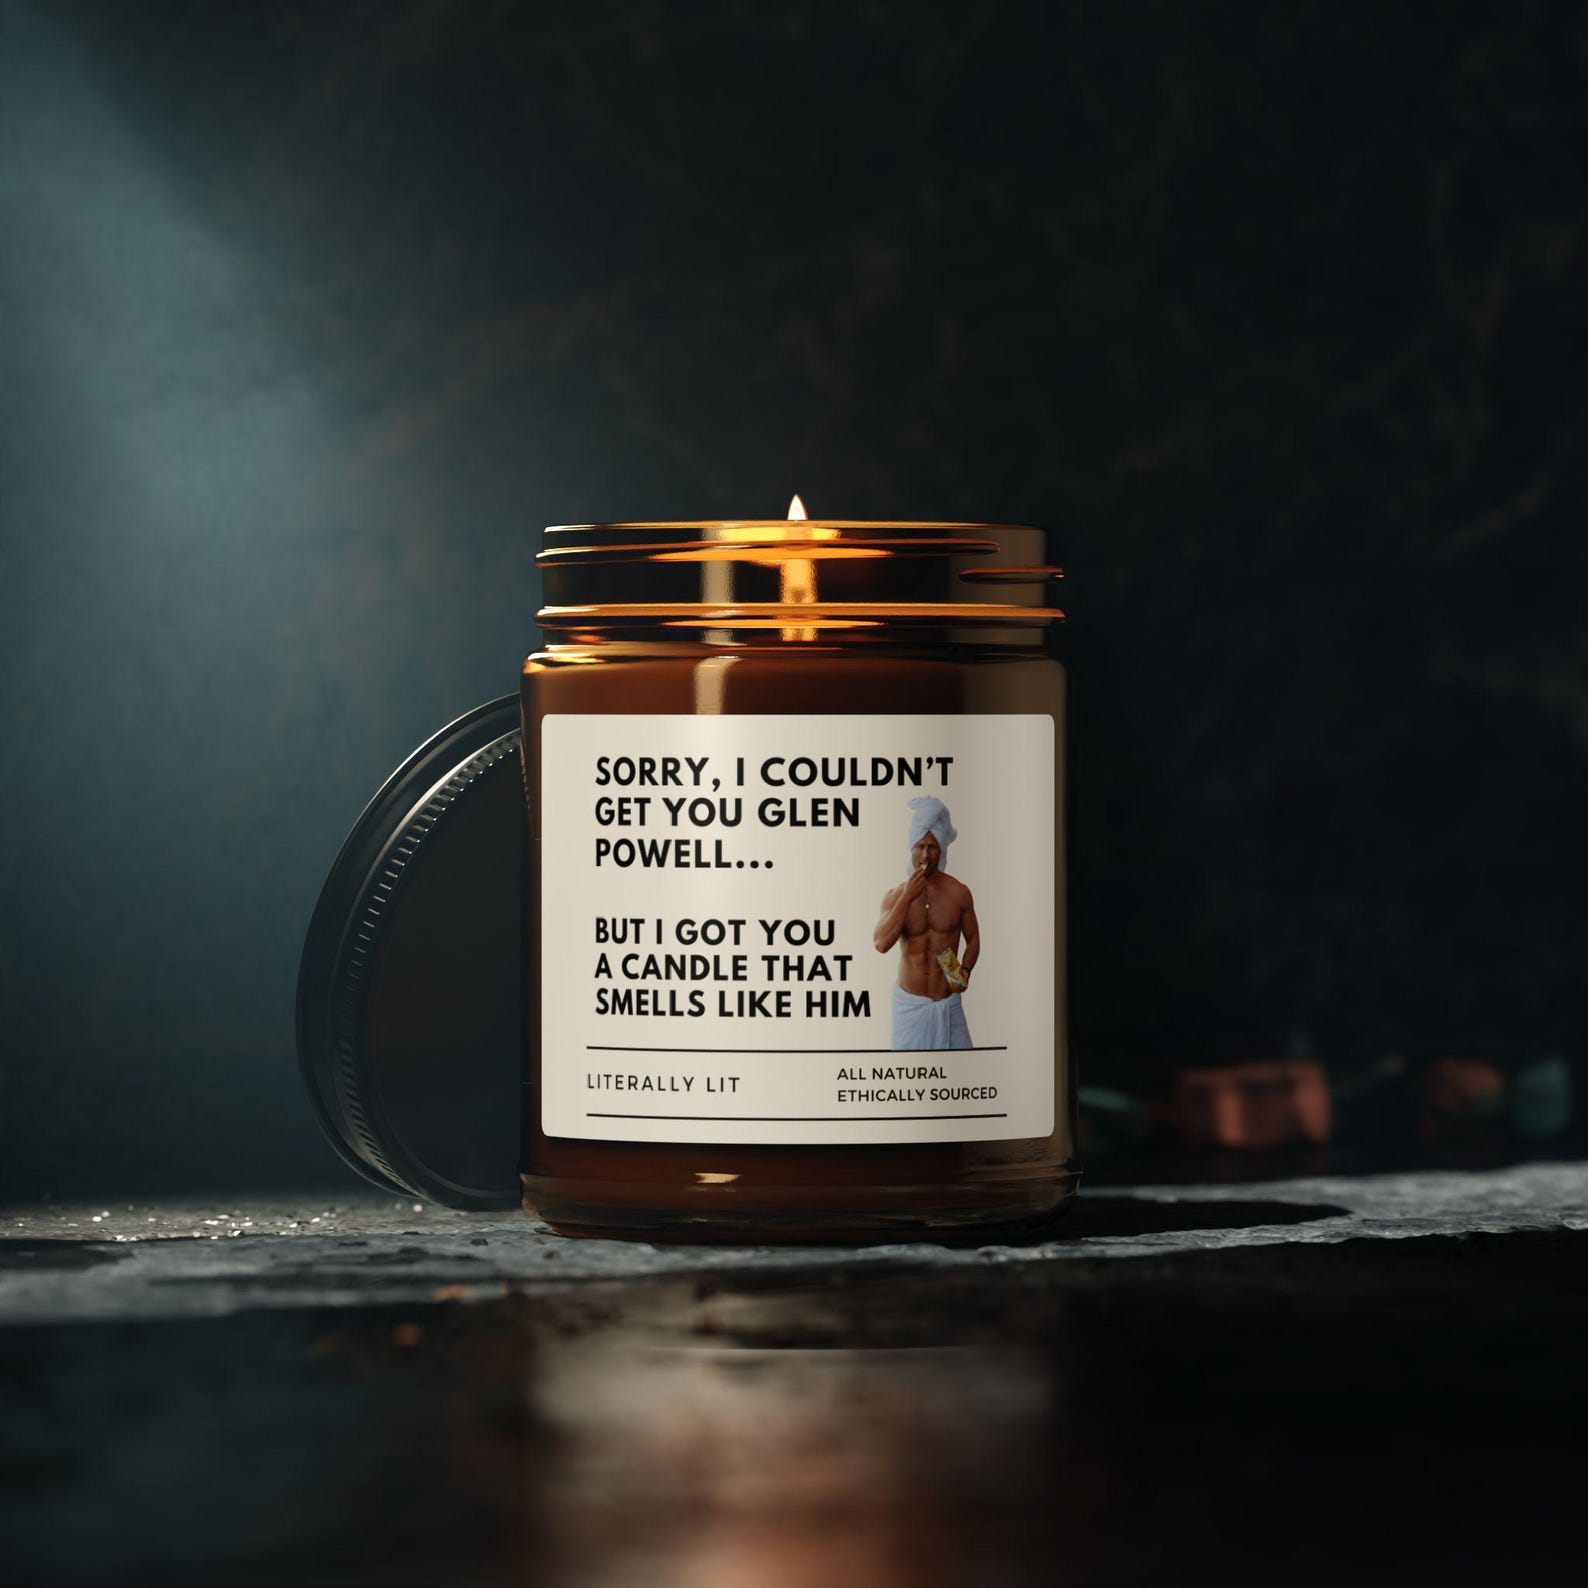 SORRY, I COULDN'T
GET YOU GLEN
POWELL...
BUT I GOT YOU
A CANDLE THAT
SMELLS LIKE HIM
LITERALLY LIT
ALL NATURAL
ETHICALLY SOURCED